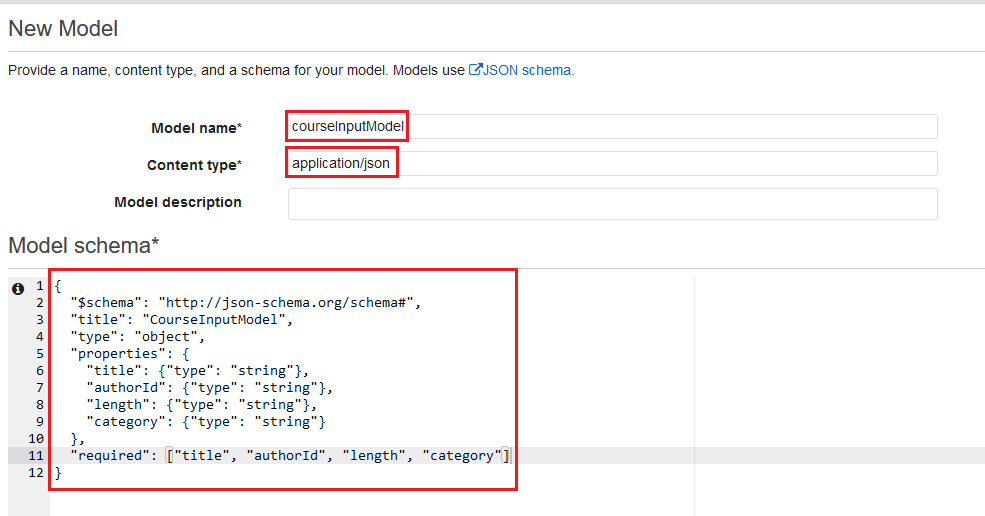 New Model
Provide a name, content type, and a schema for your model. Models use JSON schema.
Model name* courseInputModel
Content type* application/json
Model description
Model schema*
1 {
2 "$schema": "http://json-schema.org/schema#",
3 "title": "CourseInputModel",
4 "type": "object",
5 "properties": {
6 "title": {"type": "string"},
7 "authorId": {"type": "string"},
8 "length": {"type": "string"},
9 "category": {"type": "string"}
10 },
11 "required": ["title", "authorId", "length", "category"]
12 }